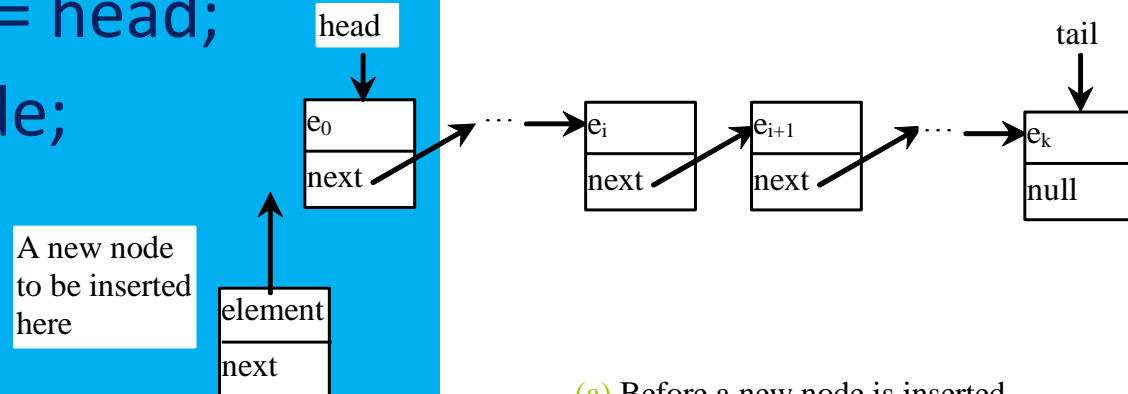 = head;
de;
head
tail
e0
next
...
ei
next
ei+1
next
...
ek
null
A new node
to be inserted
here
element
next
(a) Before a new node is inserted